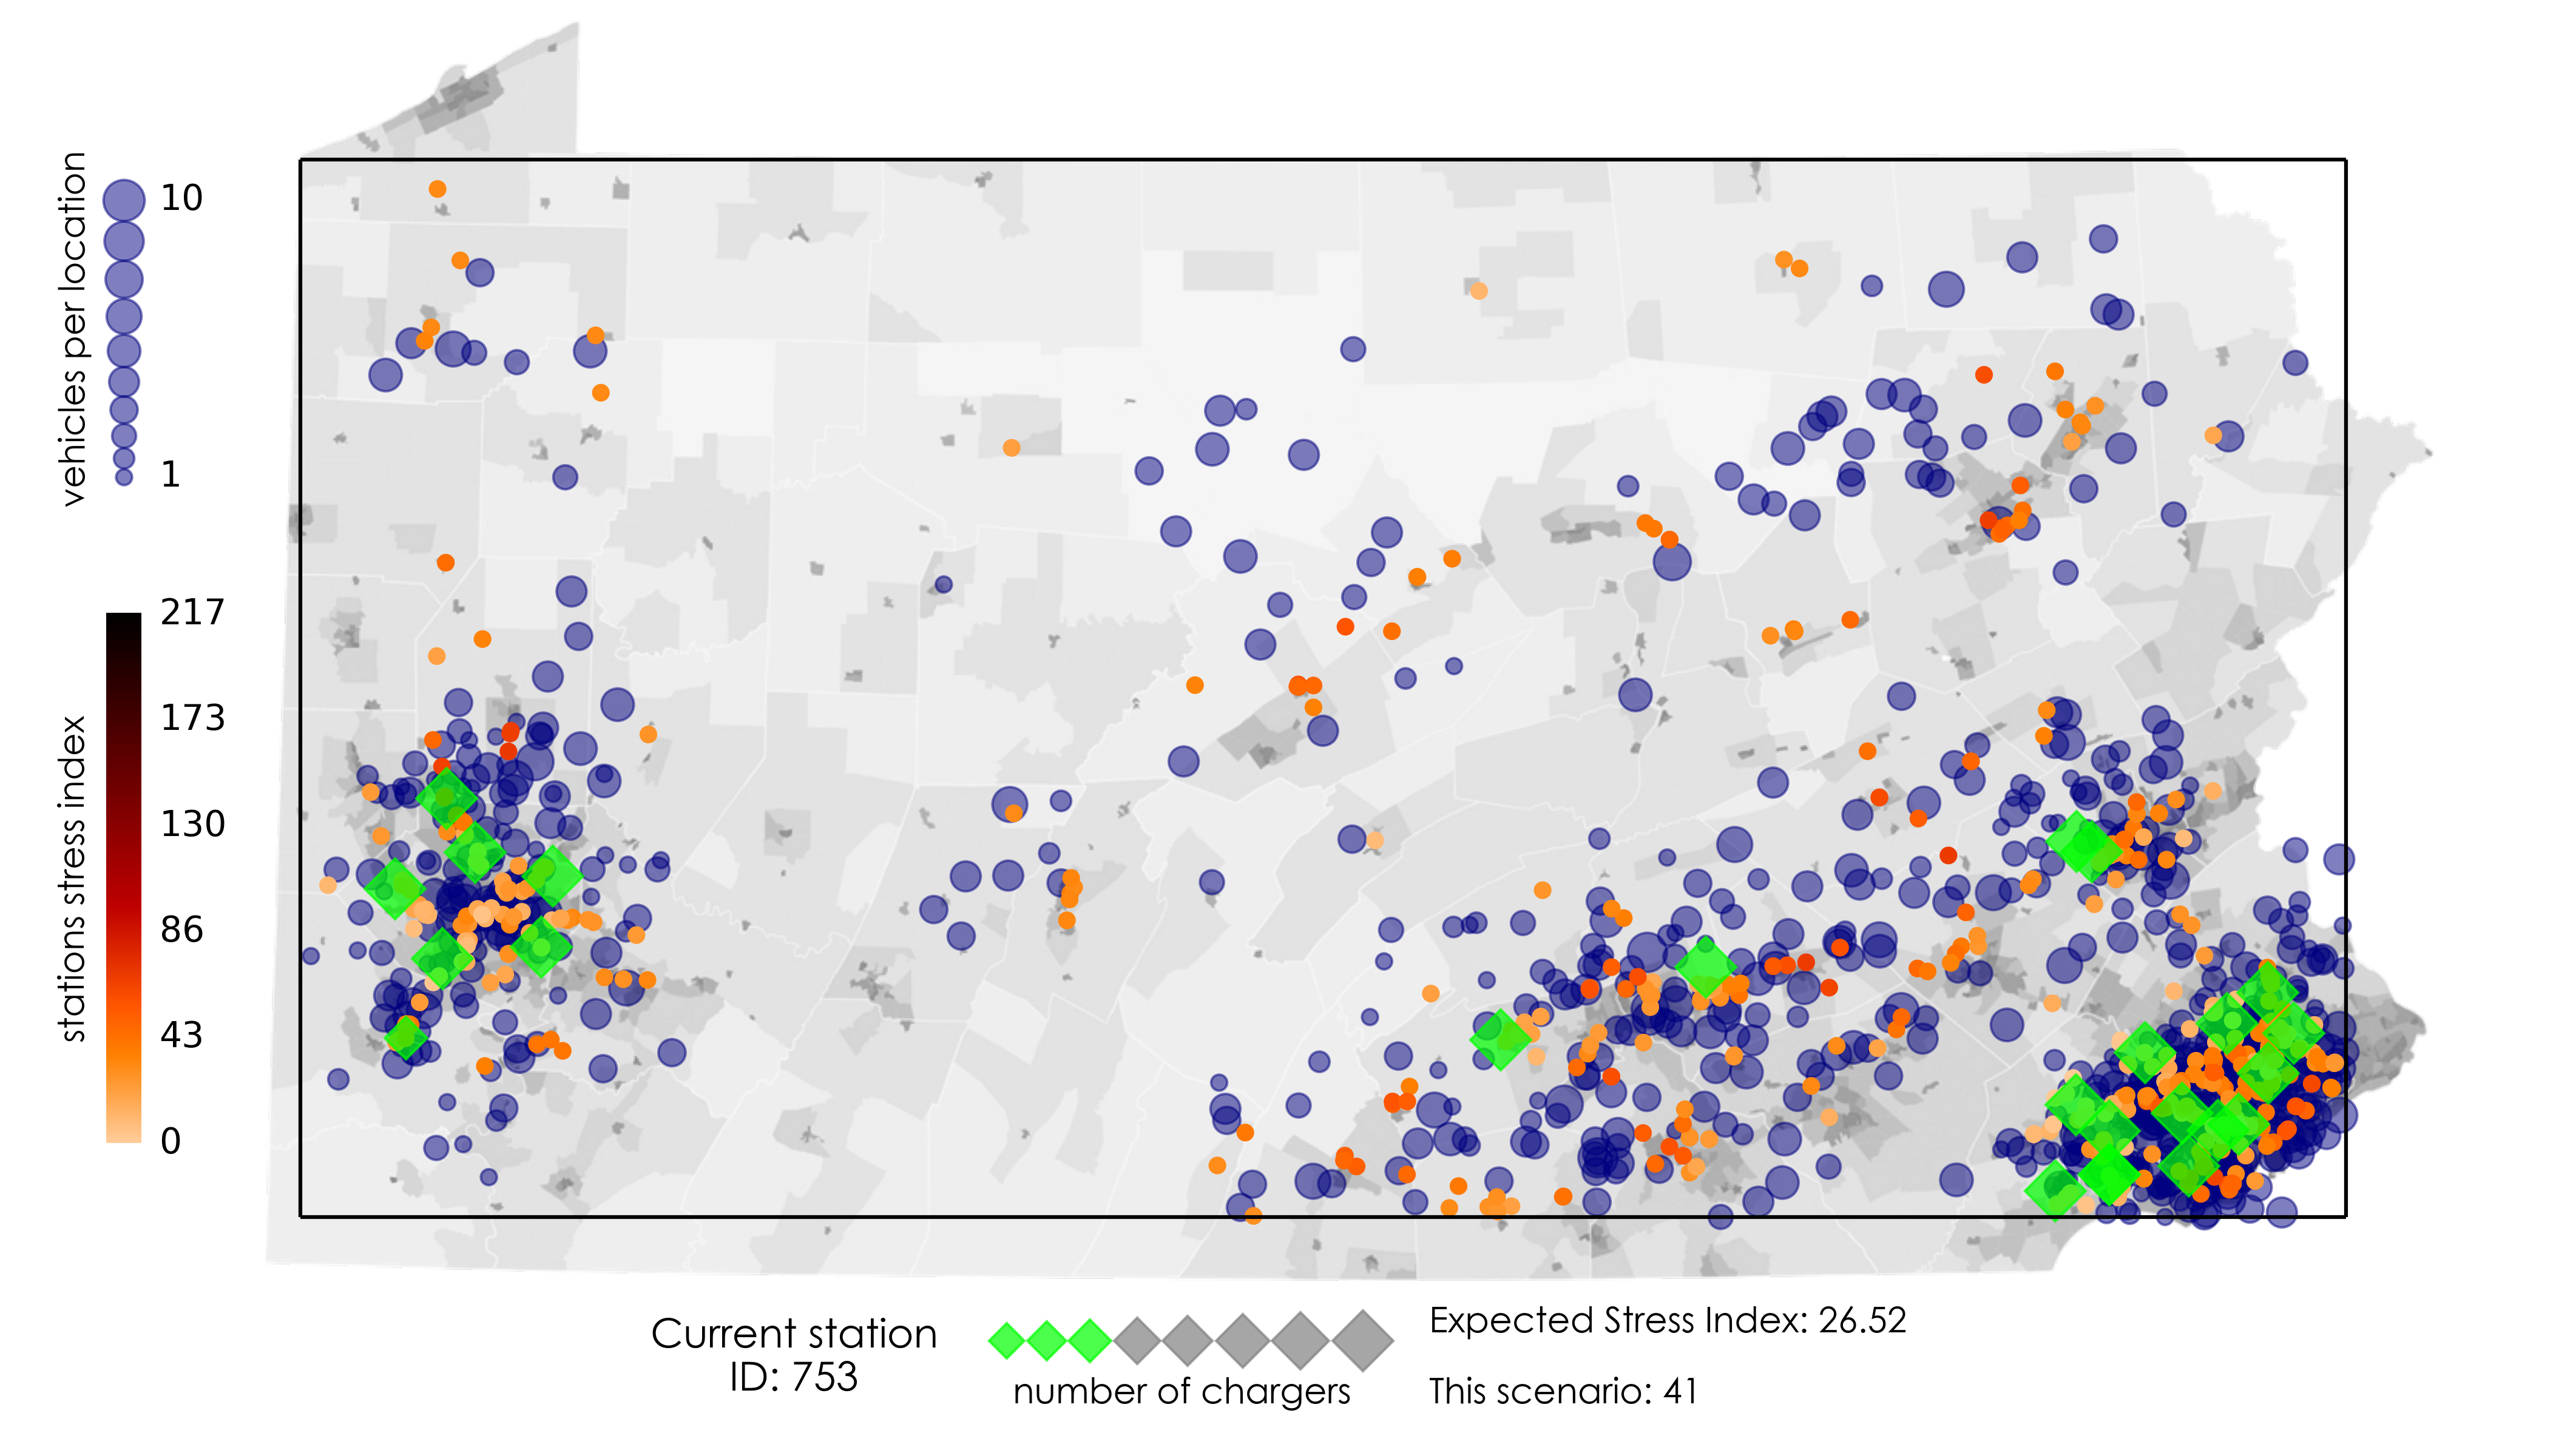 vehicles per location
10
1
stations stress index
217
173
130
86
43
0
Current station
ID: 753
number of chargers
Expected Stress Index: 26.52
This scenario: 41